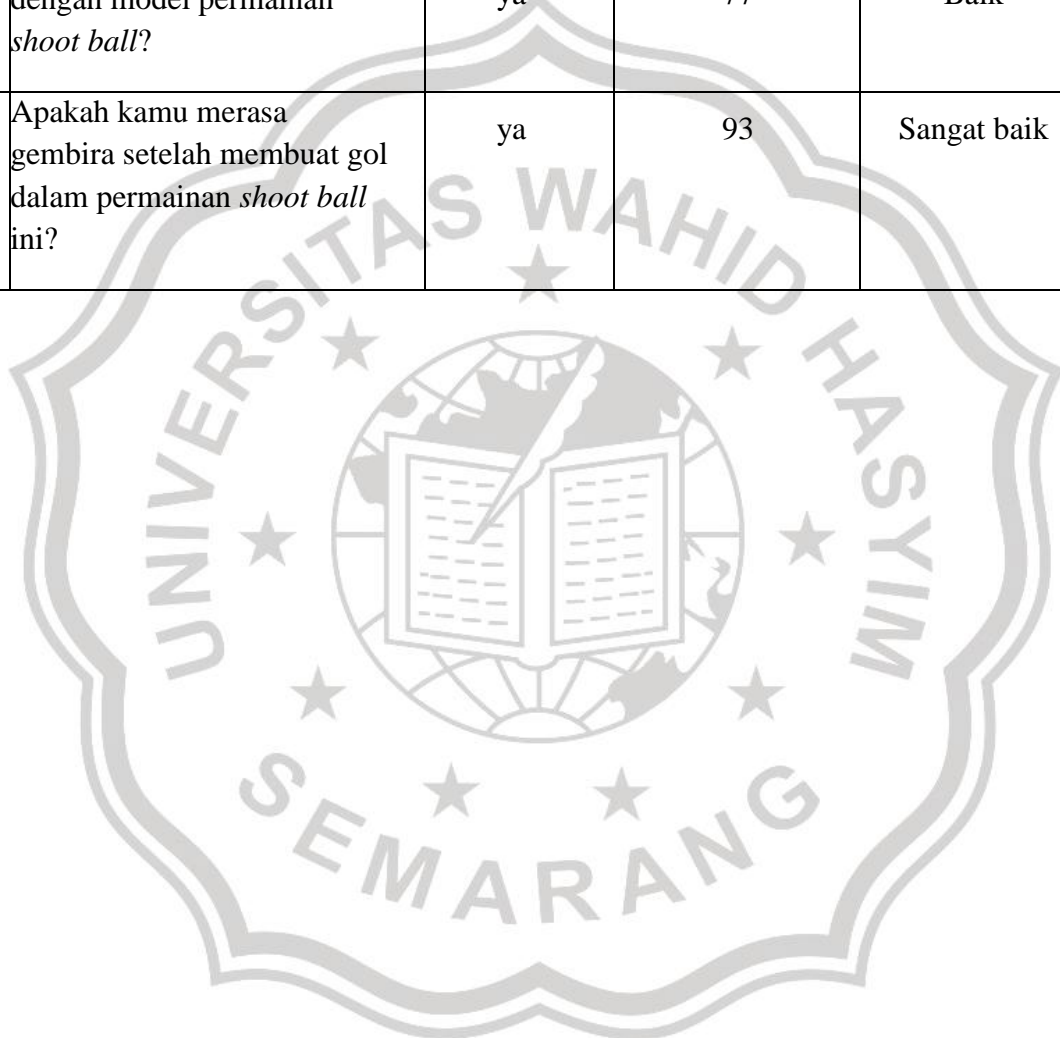 dengan model permainan ya 77 Baik
shoot ball?
Apakah kamu merasa
gembira setelah membuat gol
dalam permainan shoot ball
ini?
ya 93 Sangat baik
UNIVERSITAS WAHID HASYIM
SEMARANG